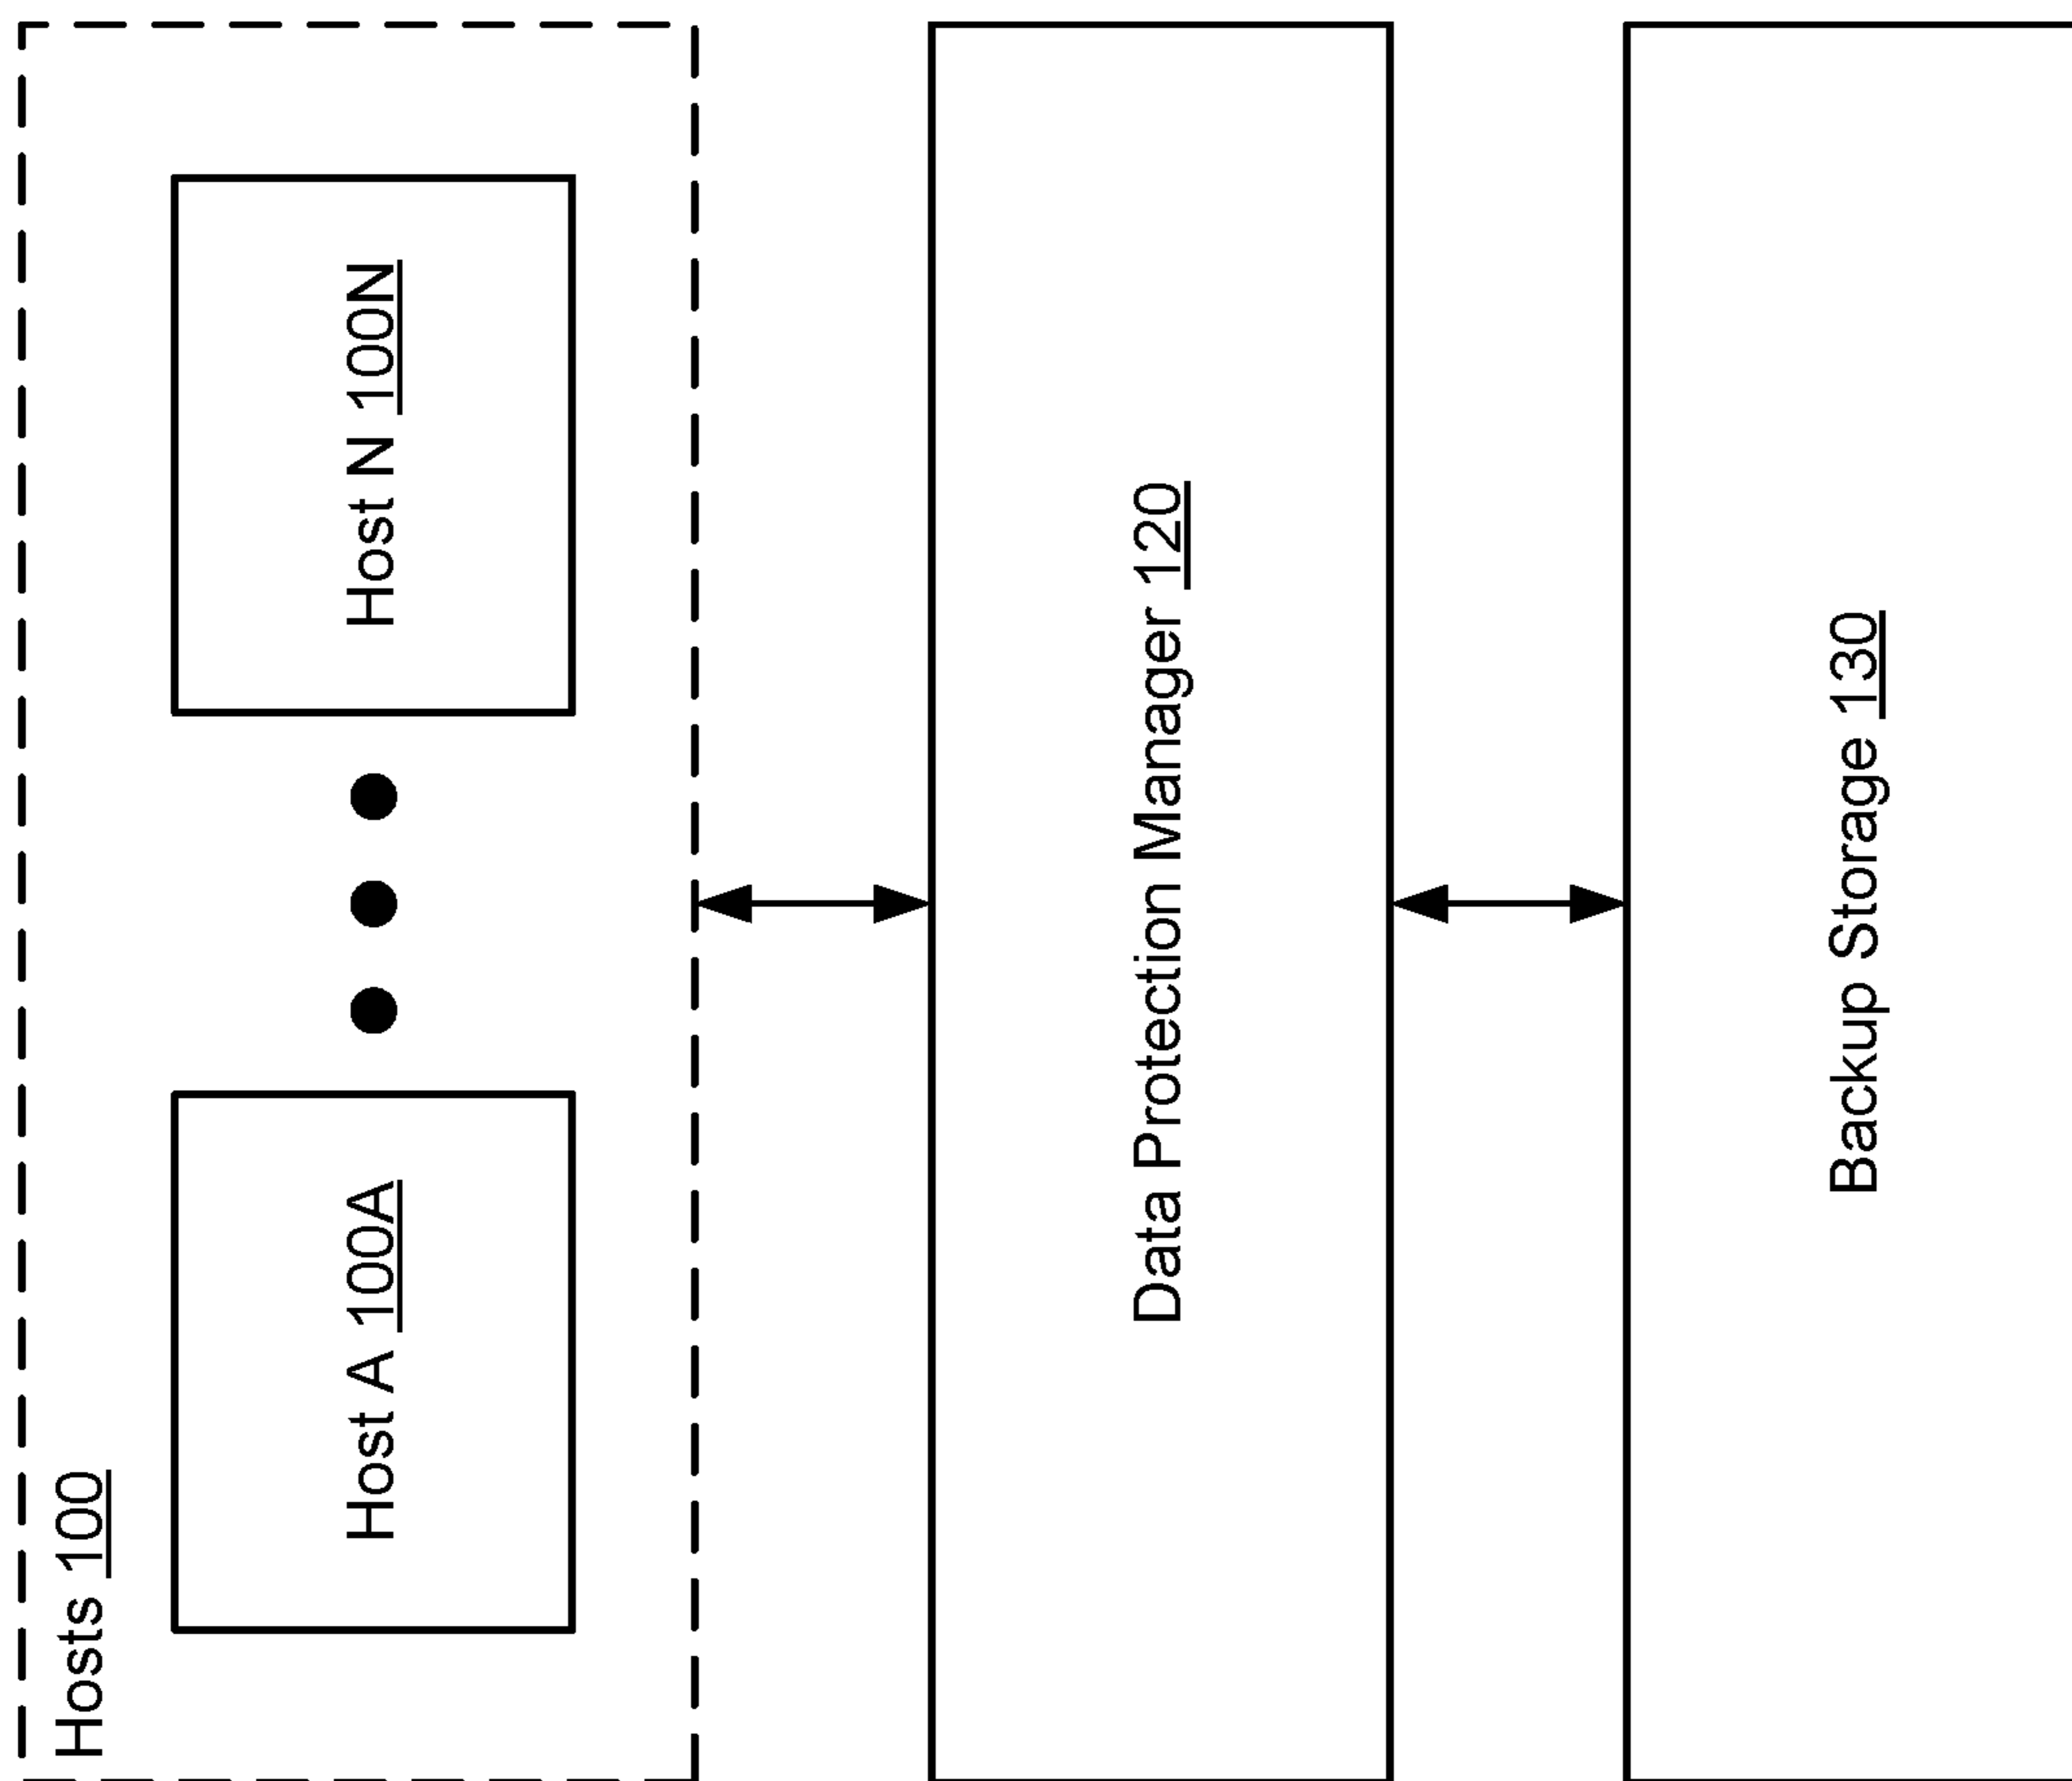 Hosts 100
Host A 100A
Host N 100N
Data Protection Manager 120
Backup Storage 130